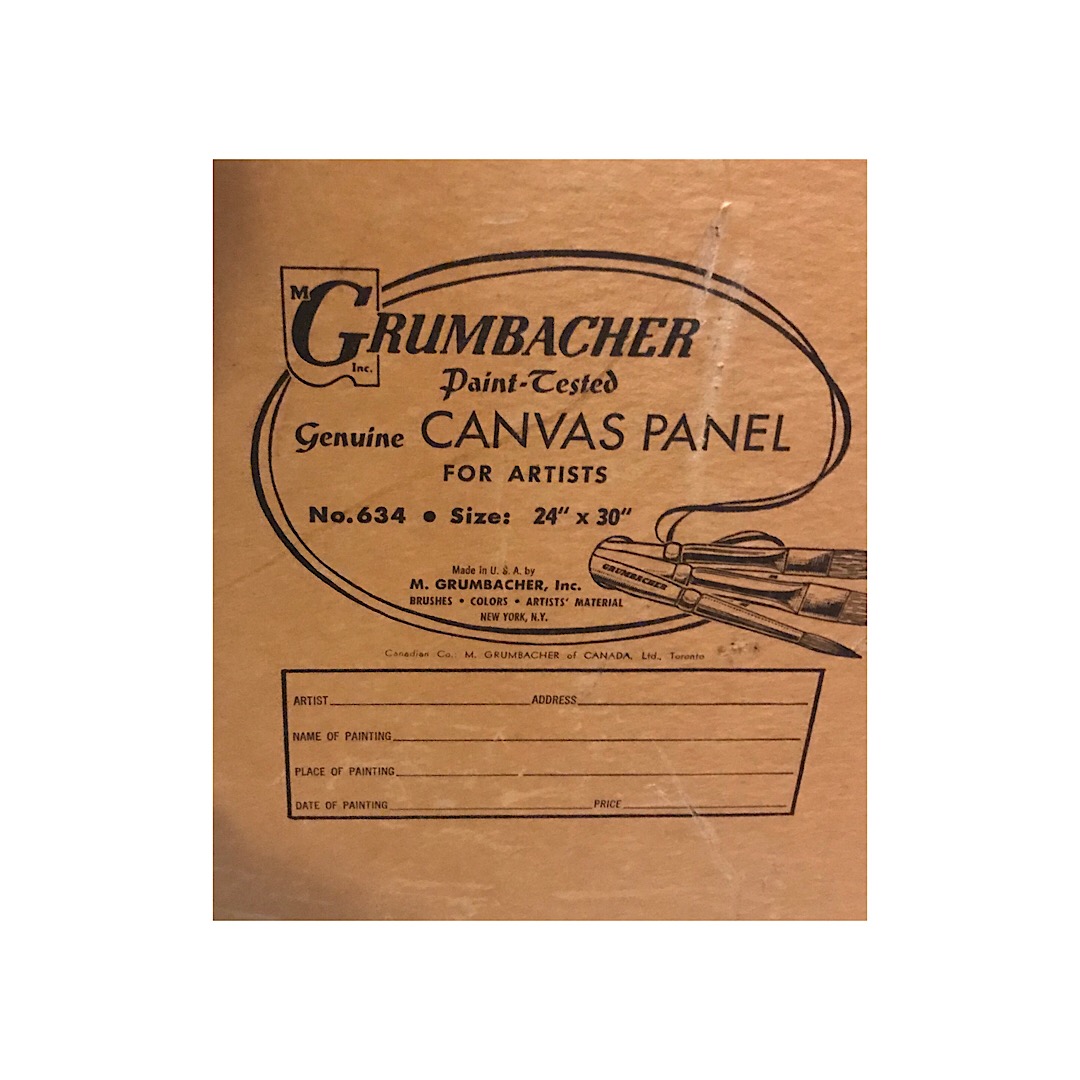 M GRUMBACHER Inc.
Paint-Tested
Genuine CANVAS PANEL
FOR ARTISTS
No. 634 • Size: 24" x 30"
Made in U. S. A. by
M. GRUMBACHER, Inc.
BRUSHES • COLORS • ARTISTS' MATERIAL
NEW YORK, N.Y.
GRUMBACHER
Canadian Co.: M. GRUMBACHER of CANADA, Ltd., Toronto
ARTIST ADDRESS
NAME OF PAINTING
PLACE OF PAINTING
DATE OF PAINTING PRICE